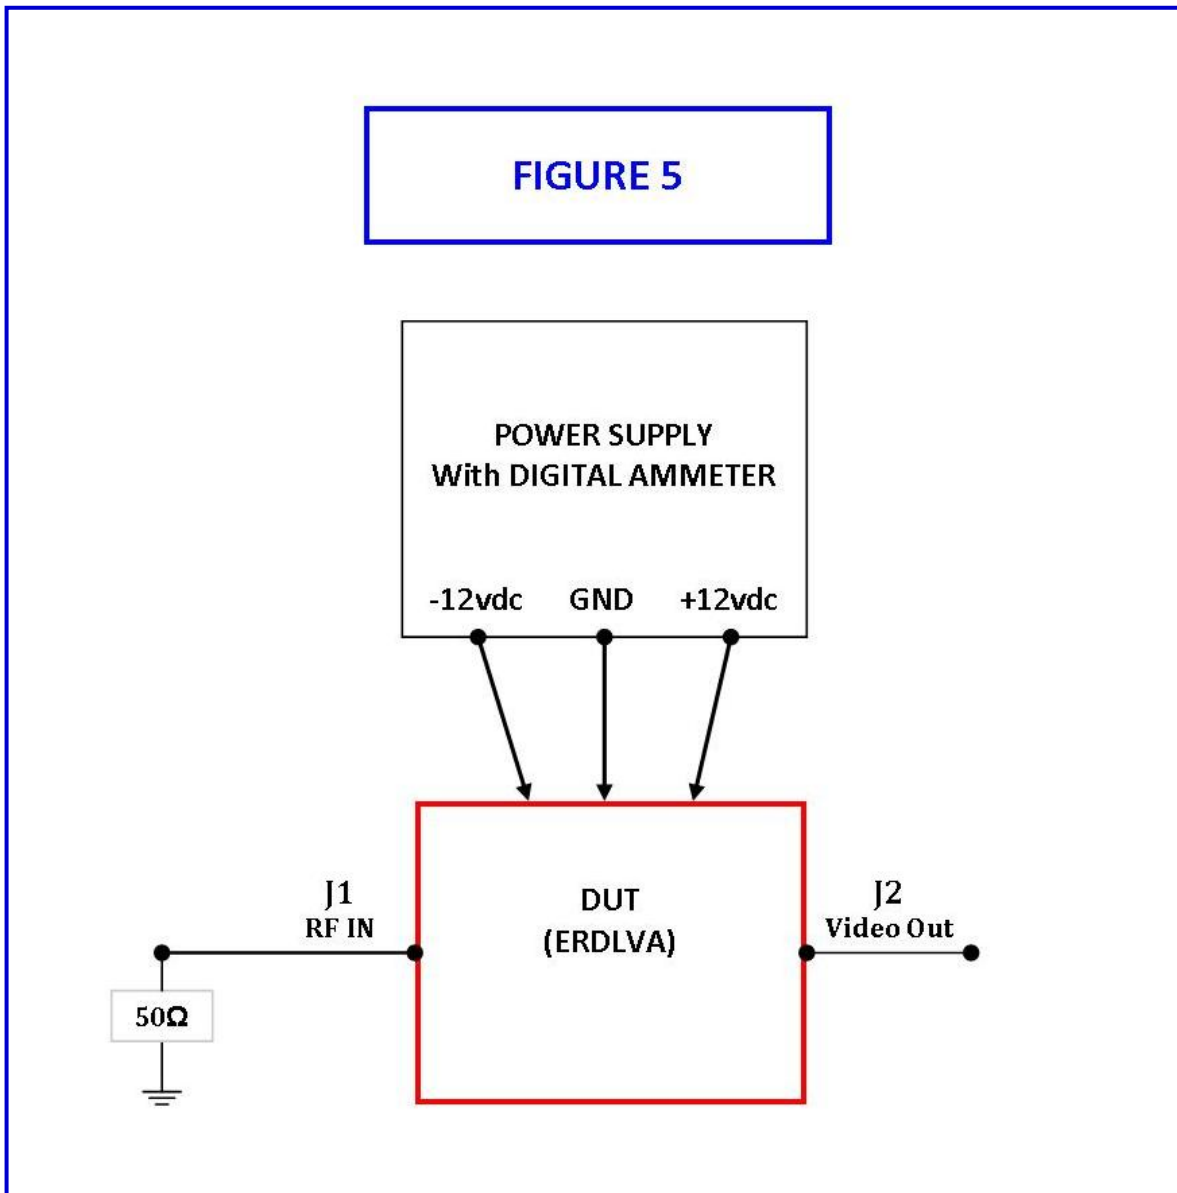 FIGURE 5
POWER SUPPLY
With DIGITAL AMMETER
-12vdc GND +12vdc
J1
RF IN
DUT
(ERDLVA)
J2
Video Out
50Ω